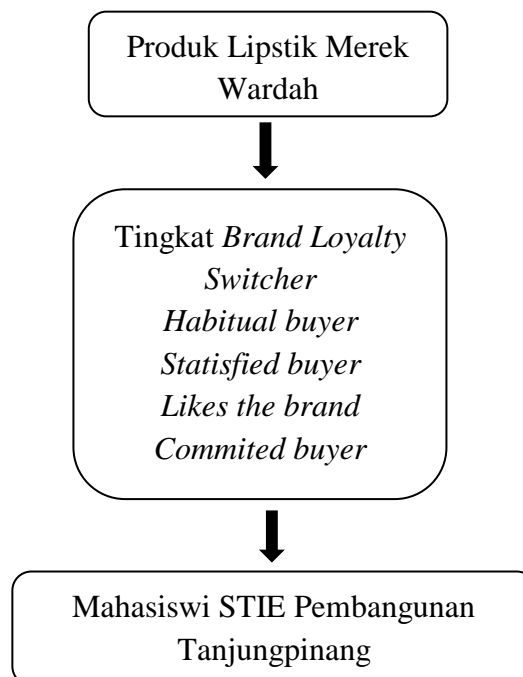 Produk Lipstik Merek
Wardah
Tingkat Brand Loyalty
Switcher
Habitual buyer
Statisfied buyer
Likes the brand
Commited buyer
Mahasiswi STIE Pembangunan
Tanjungpinang